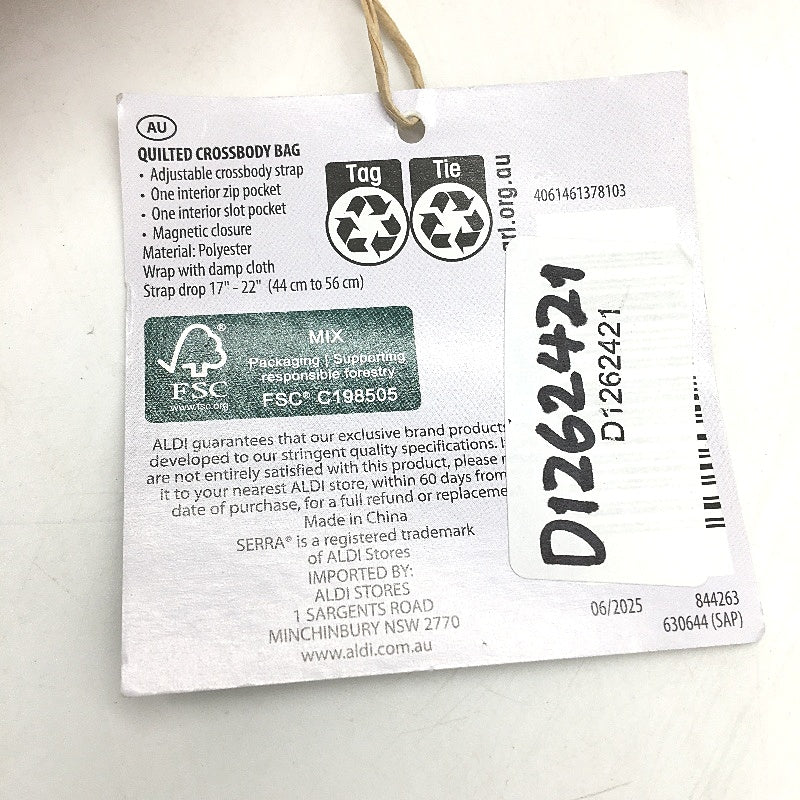 AU
QUILTED CROSSBODY BAG
• Adjustable crossbody strap
• One interior zip pocket
• One interior slot pocket
• Magnetic closure
Material: Polyester
Wrap with damp cloth
Strap drop 17" - 22" (44 cm to 56 cm)
Tag
Tie
arl.org.au
4061461378103
FSC®
www.fsc.org
MIX
Packaging | Supporting
responsible forestry
FSC® C198505
ALDI guarantees that our exclusive brand products
developed to our stringent quality specifications.
are not entirely satisfied with this product, please
it to your nearest ALDI store, within 60 days from
date of purchase, for a full refund or replaceme
Made in China
SERRA® is a registered trademark
of ALDI Stores
IMPORTED BY:
ALDI STORES
1 SARGENTS ROAD
MINCHINBURY NSW 2770
www.aldi.com.au
D1262421
D1262421
06/2025
844263
630644 (SAP)